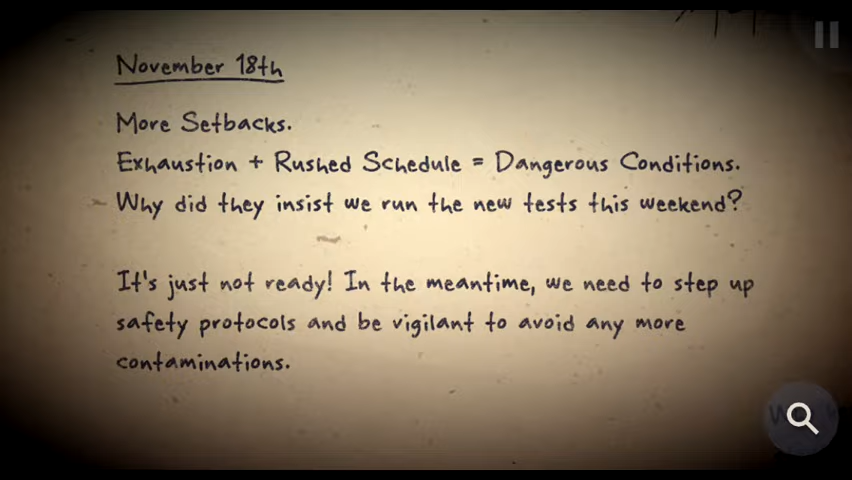 November 18th
More Setbacks.
Exhaustion + Rushed Schedule = Dangerous Conditions.
Why did they insist we run the new tests this weekend?
It's just not ready! In the meantime, we need to step up
safety protocols and be vigilant to avoid any more
contaminations.